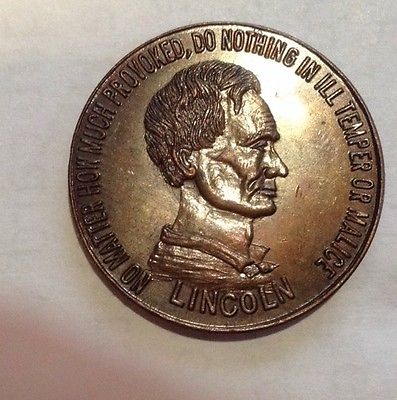 NO MATTER HOW MUCH PROVOKED, DO NOTHING IN ILL TEMPER OR MALICE
LINCOLN